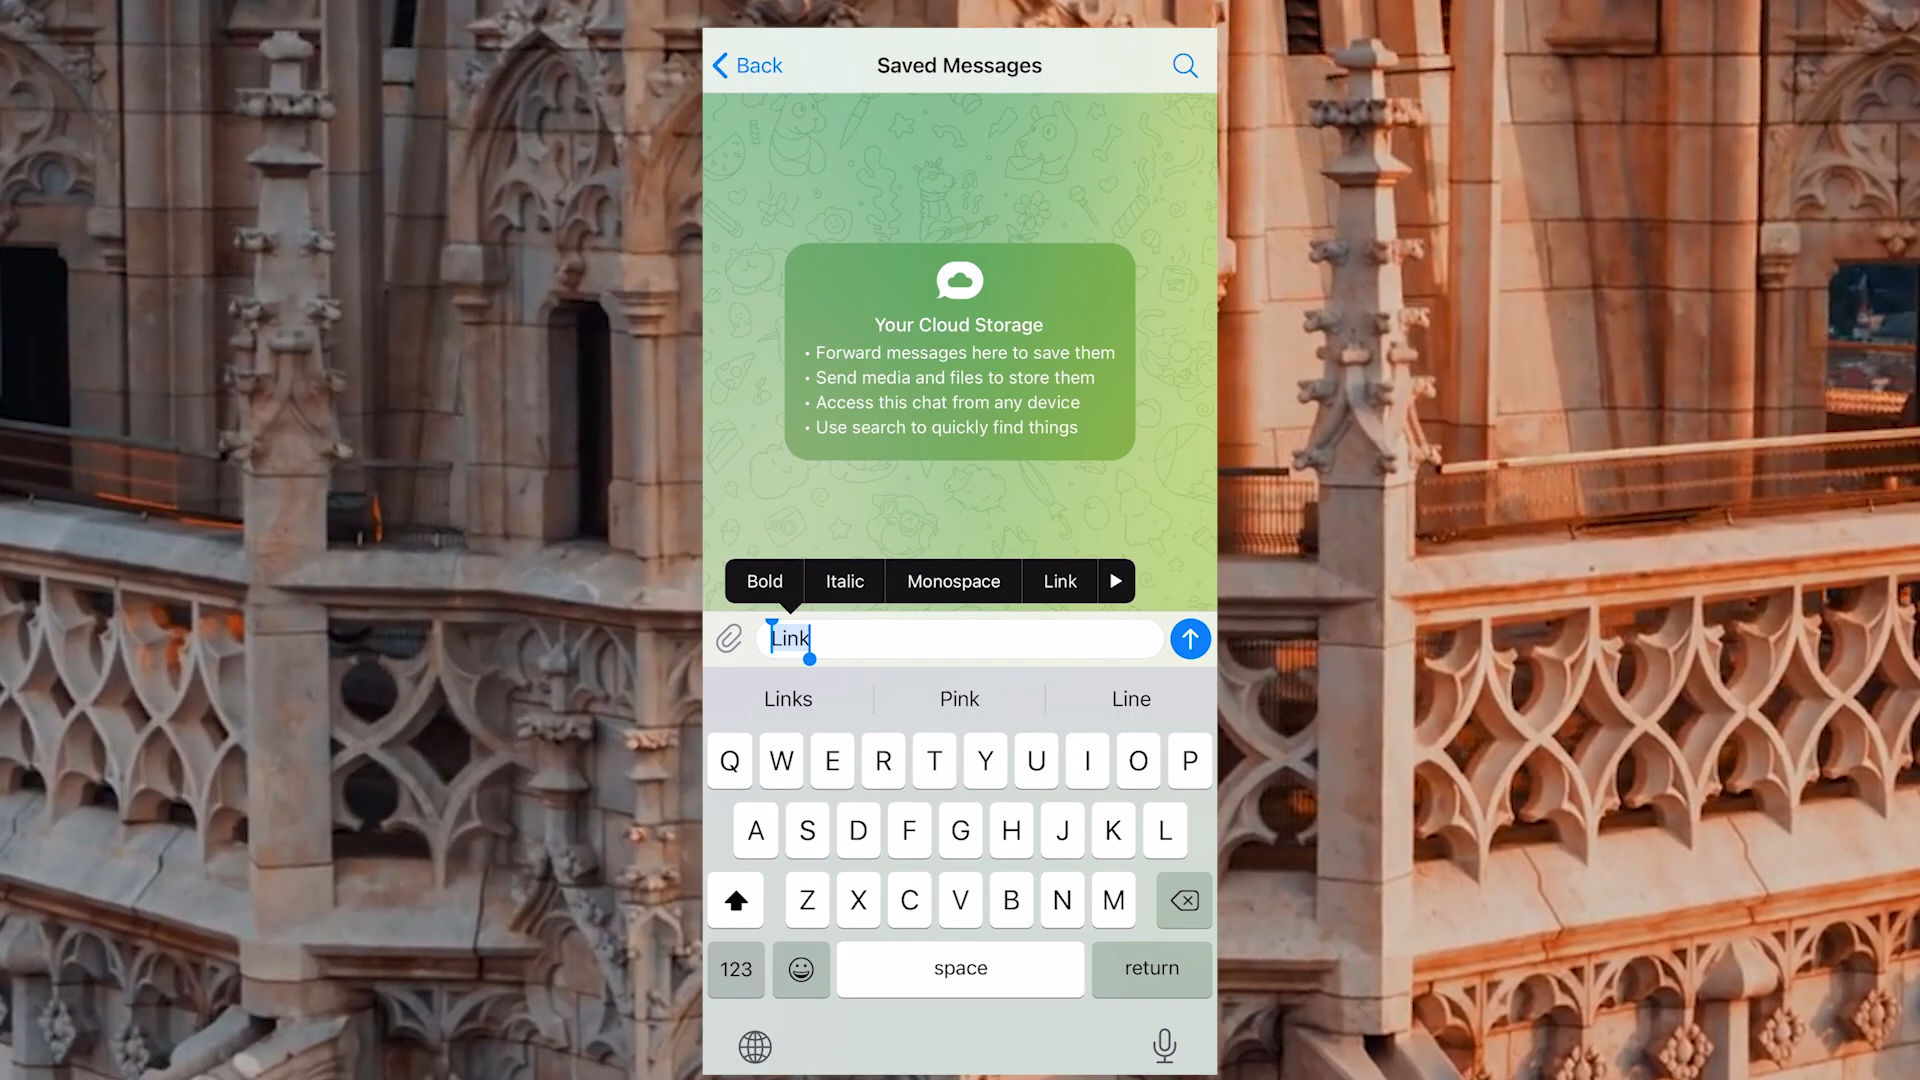 Back
Saved Messages
Your Cloud Storage
• Forward messages here to save them
• Send media and files to store them
• Access this chat from any device
• Use search to quickly find things
Bold Italic Monospace Link
Link
Links Pink Line
Q W E R T Y U I O P
A S D F G H J K L
Z X C V B N M
123 space return